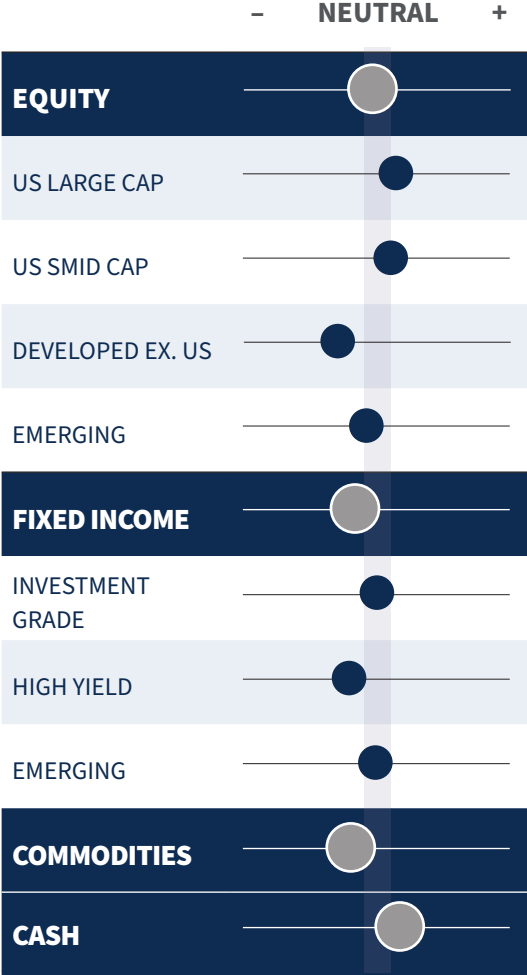 – NEUTRAL +
EQUITY
US LARGE CAP
US SMID CAP
DEVELOPED EX. US
EMERGING
FIXED INCOME
INVESTMENT
GRADE
HIGH YIELD
EMERGING
COMMODITIES
CASH